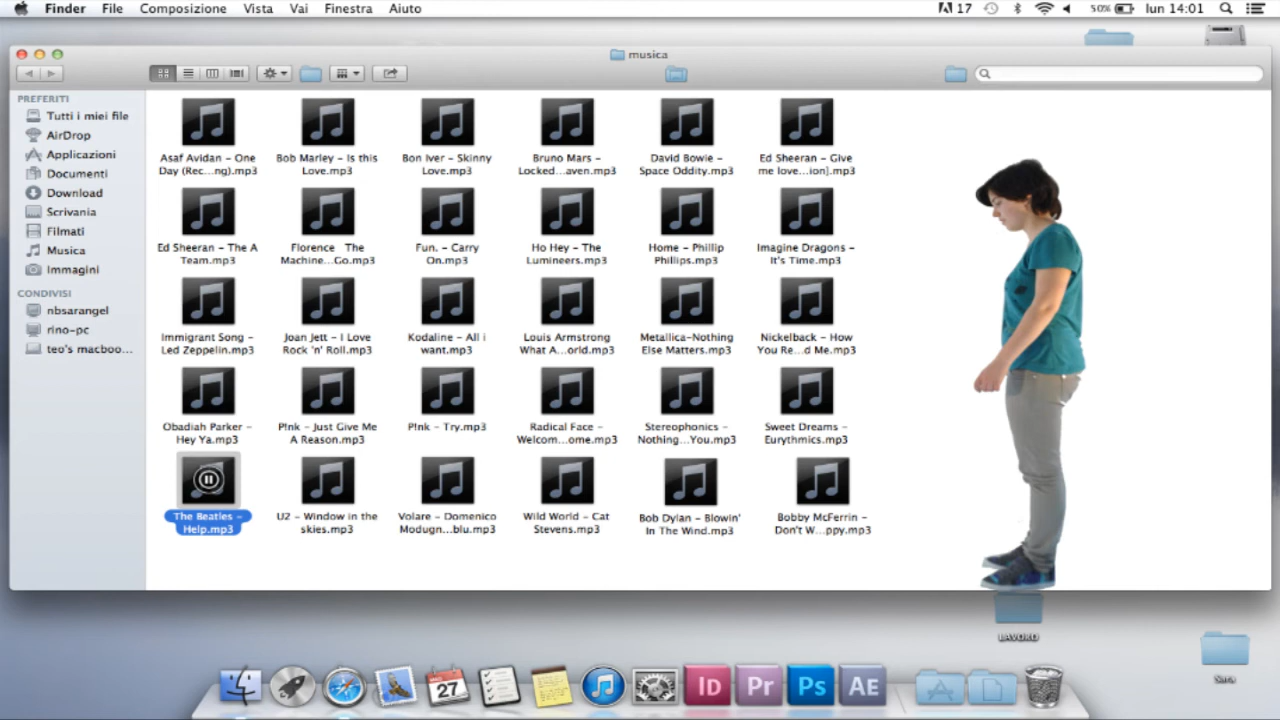 Finder File Composizione Vista Vai Finestra Aiuto 17 50% lun 14:01
musica
PREFERITI
Tutti i miei file
AirDrop
Applicazioni
Documenti
Download
Scrivania
Filmati
Musica
Immagini
CONDIVISI
nbsarangel
rino-pc
teo's macboo...
Asaf Avidan - One
Day (Rec...ng).mp3
Bob Marley - Is this
Love.mp3
Bon Iver - Skinny
Love.mp3
Bruno Mars -
Locked...aven.mp3
David Bowie -
Space Oddity.mp3
Ed Sheeran - Give
me love...ion].mp3
Ed Sheeran - The A
Team.mp3
Florence The
Machine...Go.mp3
Fun. - Carry
On.mp3
Ho Hey - The
Lumineers.mp3
Home - Phillip
Phillips.mp3
Imagine Dragons -
It's Time.mp3
Immigrant Song -
Led Zeppelin.mp3
Joan Jett - I Love
Rock 'n' Roll.mp3
Kodaline - All i
want.mp3
Louis Armstrong
What A...orld.mp3
Metallica-Nothing
Else Matters.mp3
Nickelback - How
You Re...d Me.mp3
Obadiah Parker -
Hey Ya.mp3
P!nk - Just Give Me
A Reason.mp3
P!nk - Try.mp3
Radical Face -
Welcom...ome.mp3
Stereophonics -
Nothing...You.mp3
Sweet Dreams -
Eurythmics.mp3
The Beatles -
Help.mp3
U2 - Window in the
skies.mp3
Volare - Domenico
Modugn...blu.mp3
Wild World - Cat
Stevens.mp3
Bob Dylan - Blowin'
In The Wind.mp3
Bobby McFerrin -
Don't W...ppy.mp3
LAVORO
Sara
27
Id Pr Ps AE